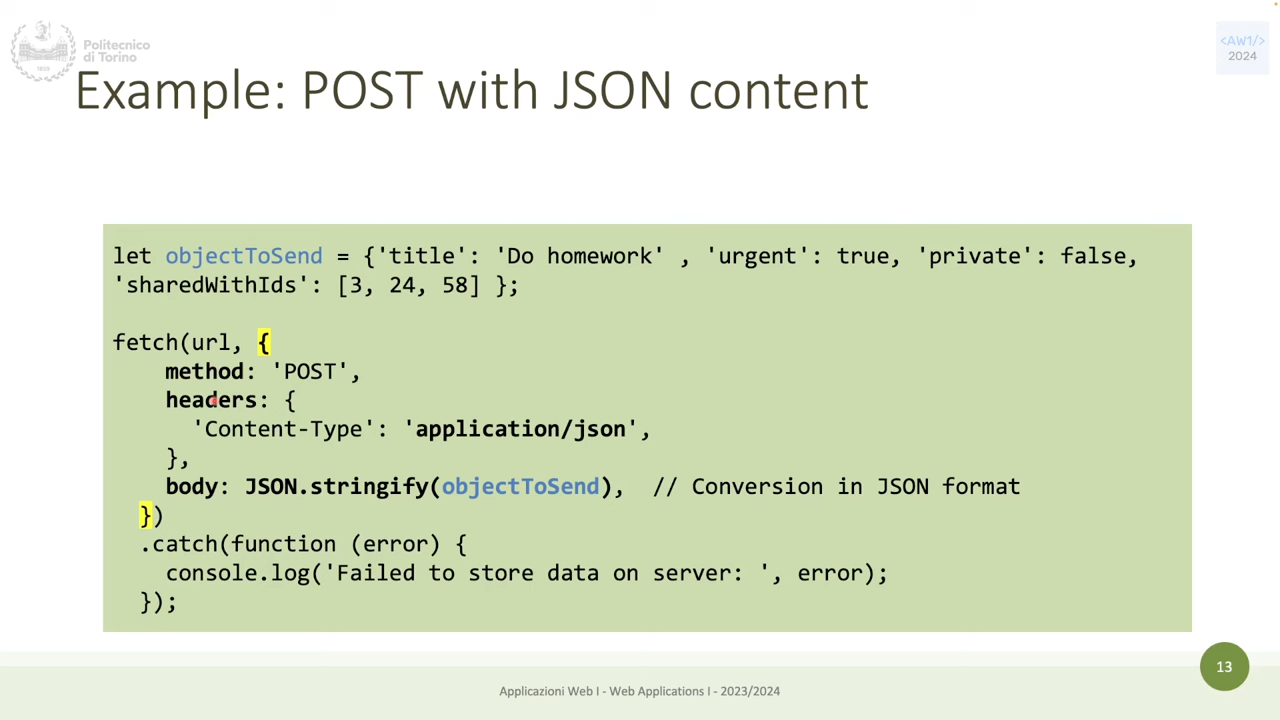 Politecnico
di Torino
1859
<AW1/>
2024
Example: POST with JSON content
let objectToSend = {'title': 'Do homework' , 'urgent': true, 'private': false,
'sharedWithIds': [3, 24, 58] };
fetch(url, {
method: 'POST',
headers: {
'Content-Type': 'application/json',
},
body: JSON.stringify(objectToSend), // Conversion in JSON format
})
.catch(function (error) {
console.log('Failed to store data on server: ', error);
});
13
Applicazioni Web I - Web Applications I - 2023/2024